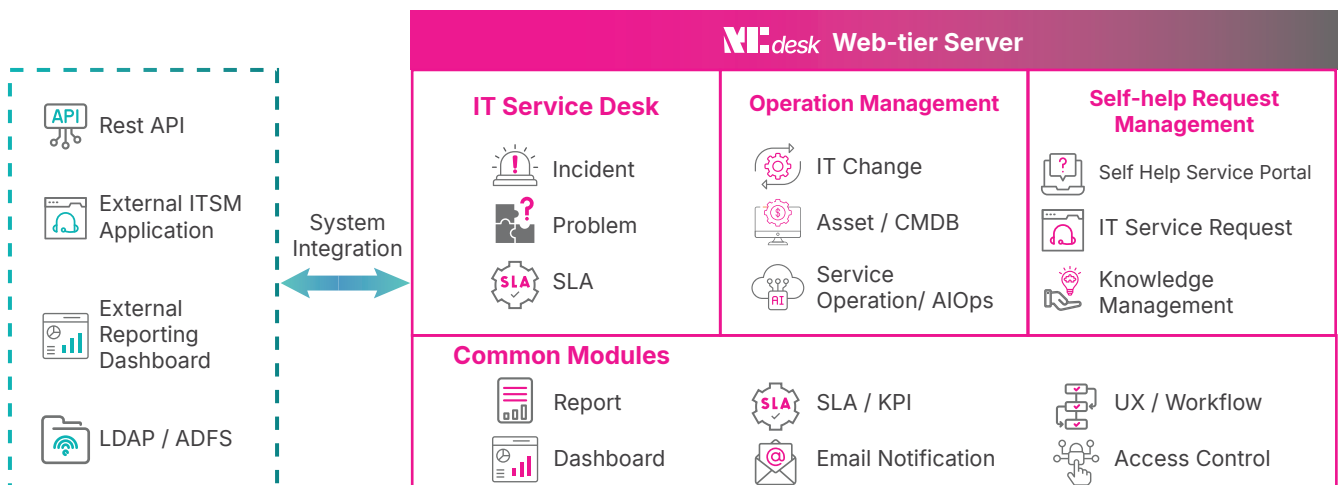 NCdesk Web-tier Server
API
Rest API
External ITSM
Application
External
Reporting
Dashboard
LDAP / ADFS
System
Integration
IT Service Desk
Incident
Problem
SLA
SLA
Operation Management
IT Change
Asset / CMDB
AI
Service
Operation/ AIOps
Self-help Request
Management
Self Help Service Portal
IT Service Request
Knowledge
Management
Common Modules
Report
SLA
SLA / KPI
UX / Workflow
Dashboard
Email Notification
Access Control